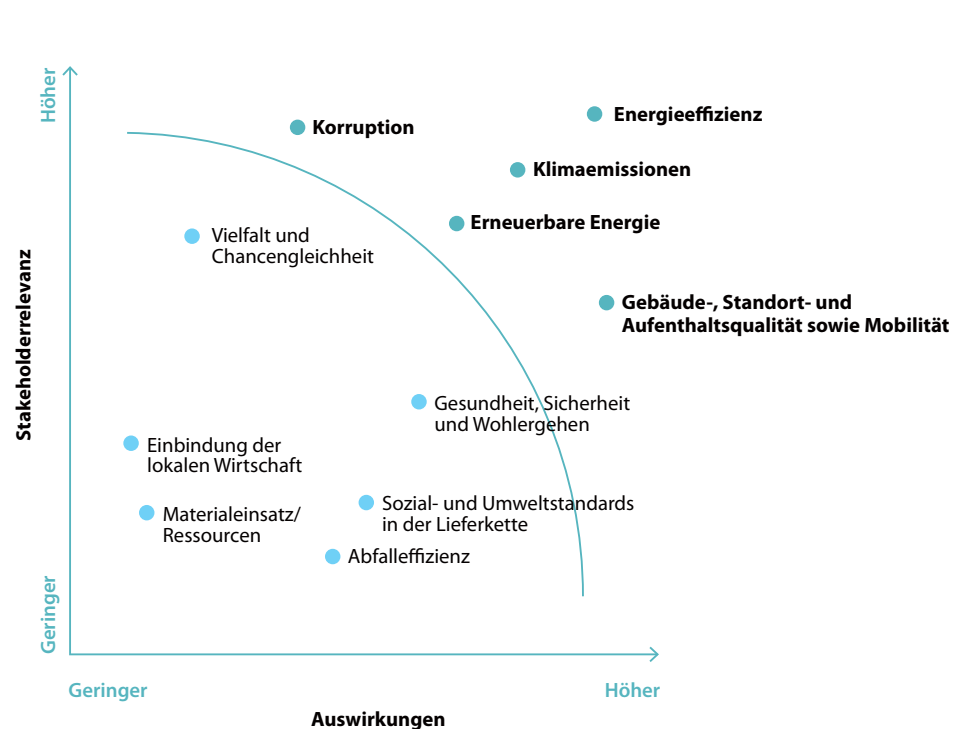 Höher
Korruption
Energieeffizienz
Klimaemissionen
Erneuerbare Energie
Vielfalt und
Chancengleichheit
Gebäude-, Standort- und
Aufenthaltsqualität sowie Mobilität
Stakeholderrelevanz
Gesundheit, Sicherheit
und Wohlergehen
Einbindung der
lokalen Wirtschaft
Sozial- und Umweltstandards
in der Lieferkette
Materialeinsatz/
Ressourcen
Abfalleffizienz
Geringer
Geringer
Höher
Auswirkungen